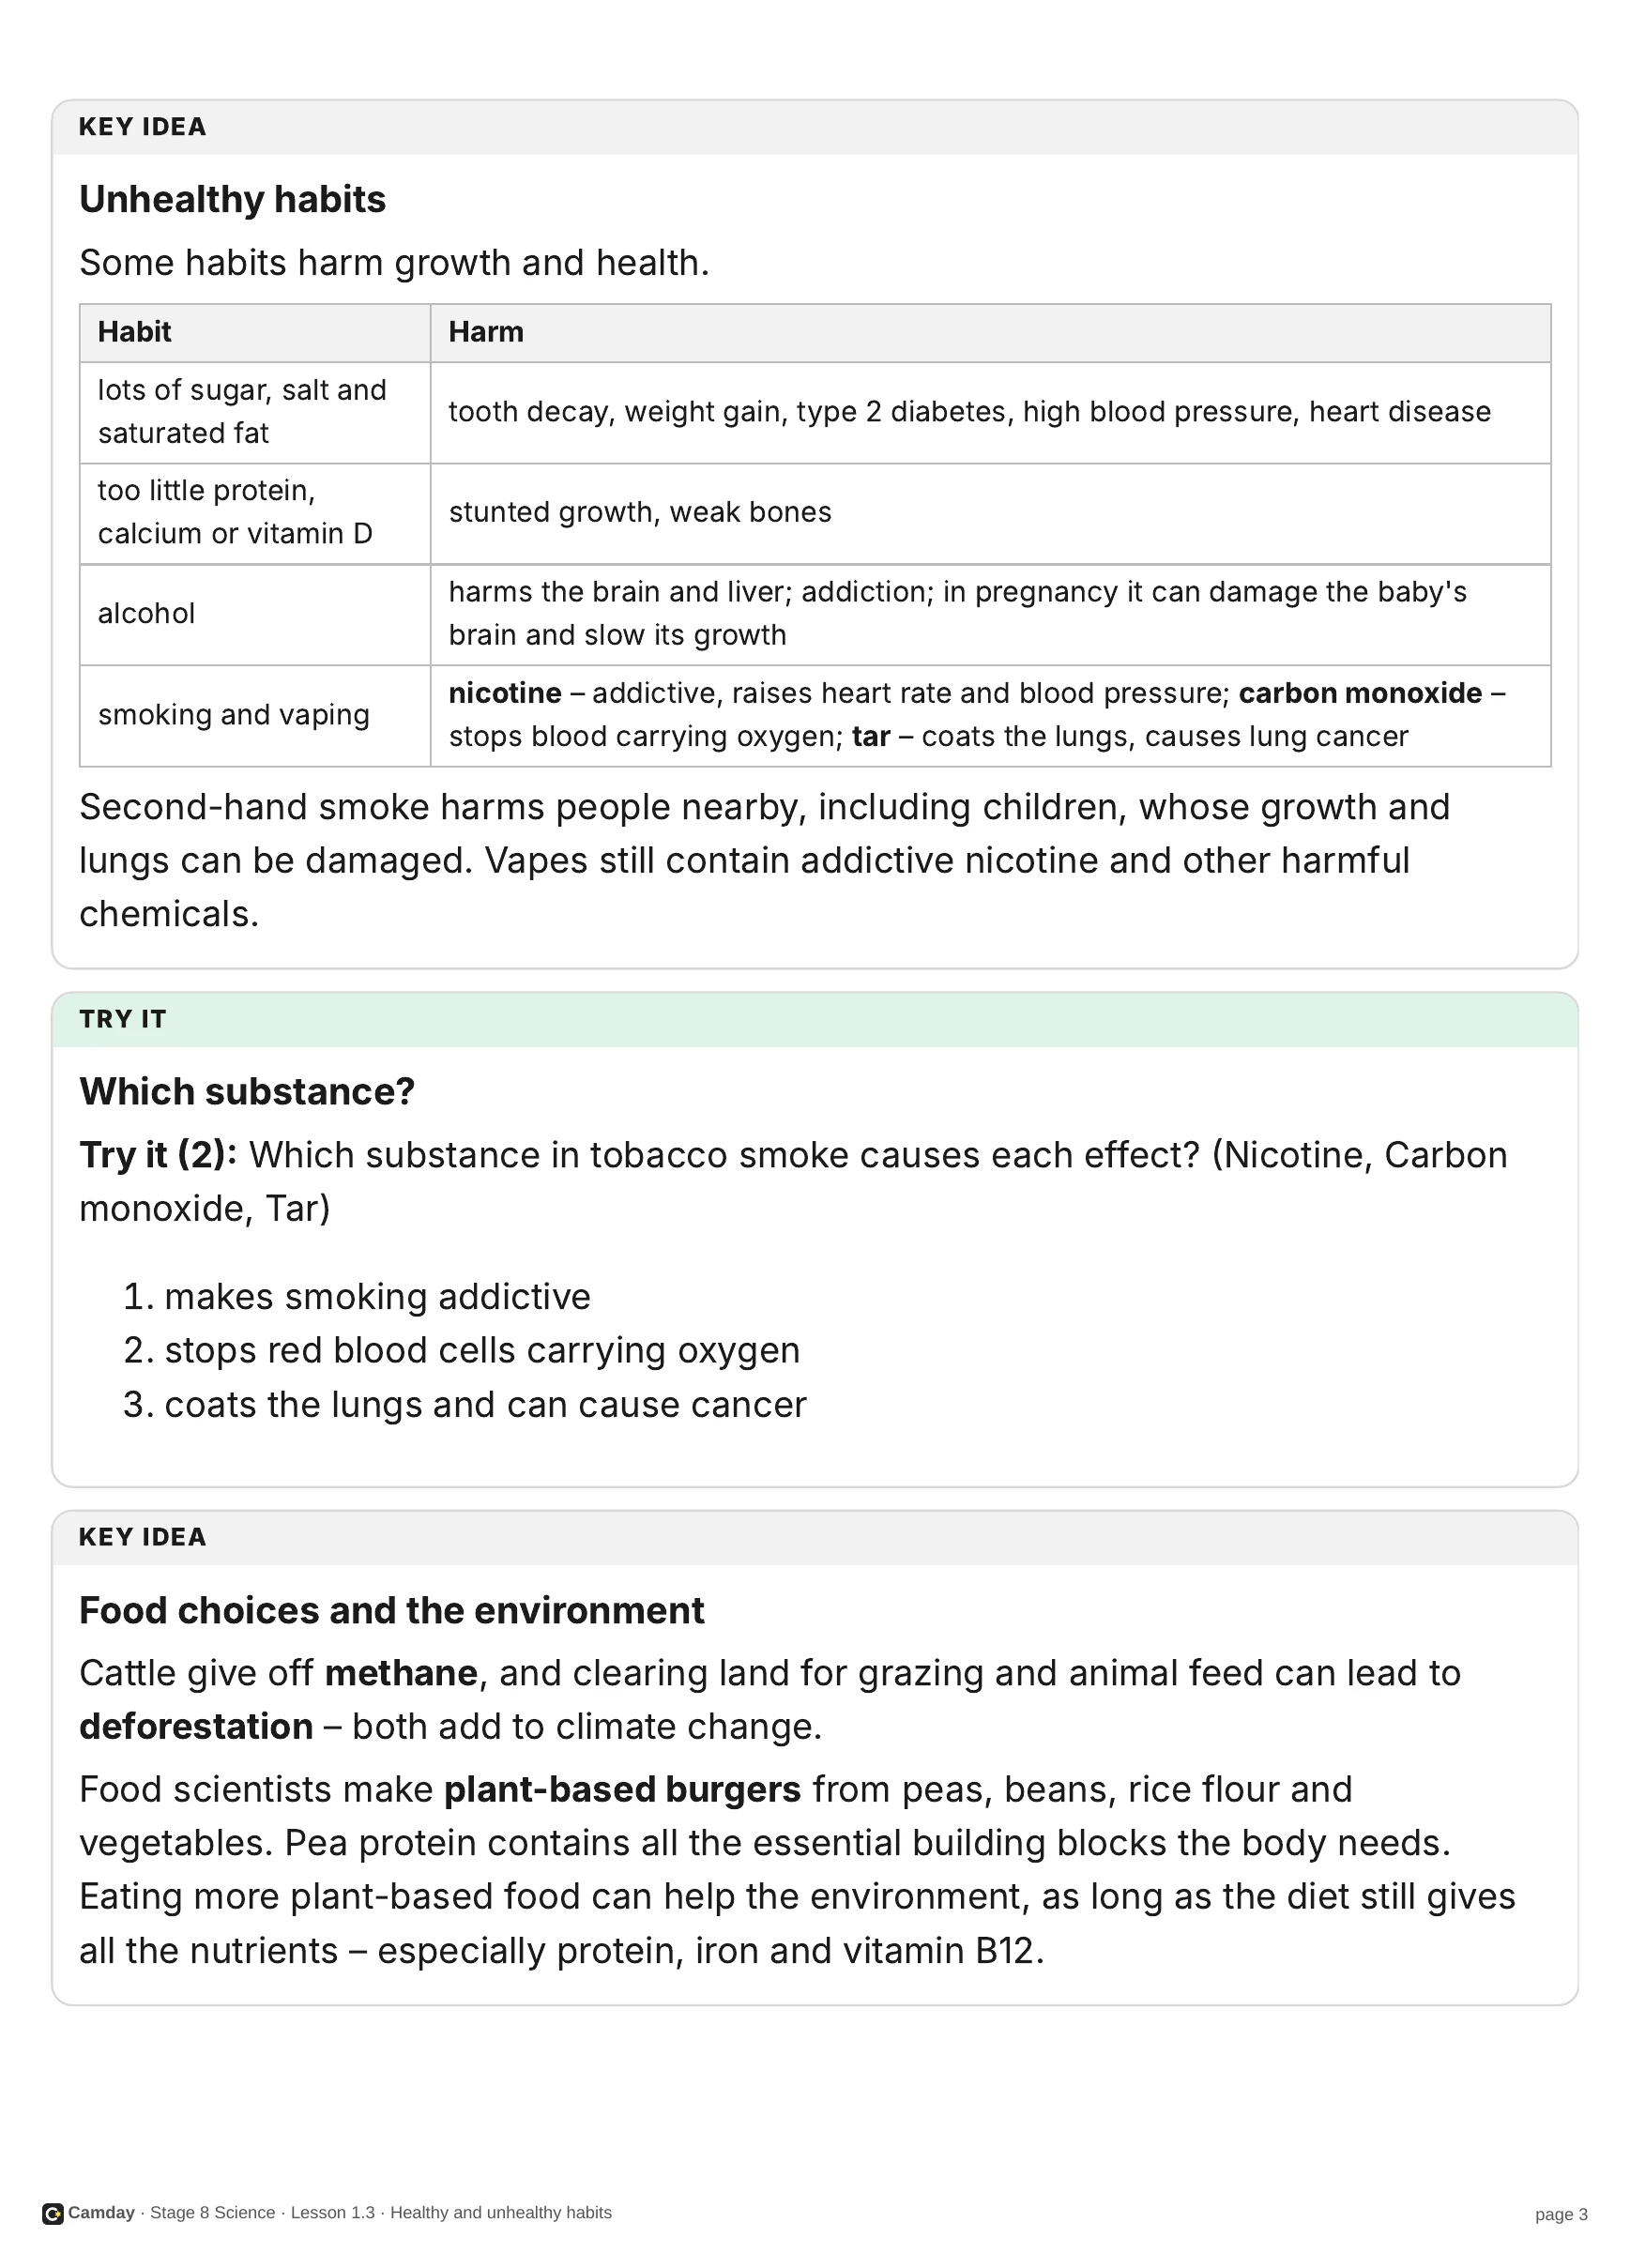 KEY IDEA
Unhealthy habits
Some habits harm growth and health.
Habit
Harm
lots of sugar, salt and
saturated fat
tooth decay, weight gain, type 2 diabetes, high blood pressure, heart disease
too little protein,
calcium or vitamin D
stunted growth, weak bones
alcohol
harms the brain and liver; addiction; in pregnancy it can damage the baby's
brain and slow its growth
smoking and vaping
nicotine – addictive, raises heart rate and blood pressure; carbon monoxide –
stops blood carrying oxygen; tar – coats the lungs, causes lung cancer
Second-hand smoke harms people nearby, including children, whose growth and
lungs can be damaged. Vapes still contain addictive nicotine and other harmful
chemicals.
TRY IT
Which substance?
Try it (2): Which substance in tobacco smoke causes each effect? (Nicotine, Carbon
monoxide, Tar)
1. makes smoking addictive
2. stops red blood cells carrying oxygen
3. coats the lungs and can cause cancer
KEY IDEA
Food choices and the environment
Cattle give off methane, and clearing land for grazing and animal feed can lead to
deforestation – both add to climate change.
Food scientists make plant-based burgers from peas, beans, rice flour and
vegetables. Pea protein contains all the essential building blocks the body needs.
Eating more plant-based food can help the environment, as long as the diet still gives
all the nutrients – especially protein, iron and vitamin B12.
Camday · Stage 8 Science · Lesson 1.3 · Healthy and unhealthy habits
page 3